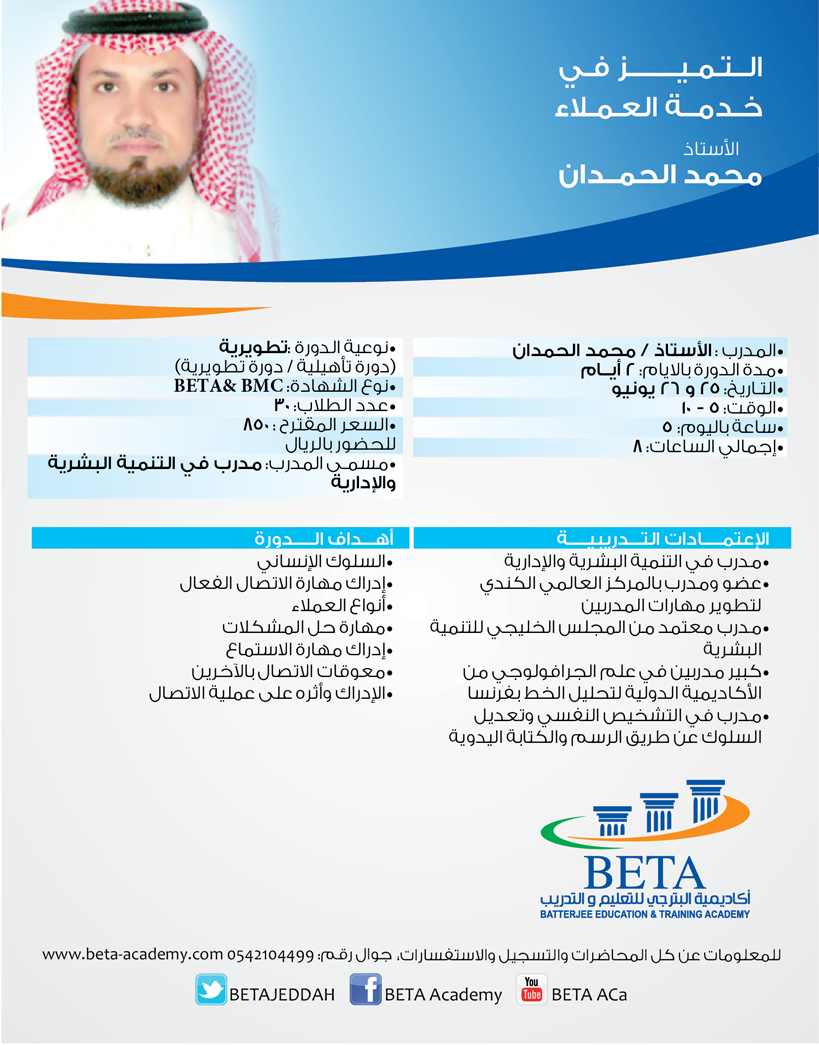 التميز في
خدمة العملاء
الأستاذ
محمد الحمدان
•المدرب : الأستاذ / محمد الحمدان
•مدة الدورة بالايام: ٢ أيام
•التاريخ: ٢٥ و ٢٦ يونيو
•الوقت: ٥ - ١٠
•ساعة باليوم: ٥
•إجمالي الساعات: ٨
•نوعية الدورة :تطويرية
(دورة تأهيلية / دورة تطويرية)
•نوع الشهادة: BETA& BMC
•عدد الطلاب: ٣٠
•السعر المقترح : ٨٥٠
للحضور بالريال
•مسمى المدرب: مدرب في التنمية البشرية
والإدارية
الإعتمادات التدريبية
•مدرب في التنمية البشرية والإدارية
•عضو ومدرب بالمركز العالمي الكندي
لتطوير مهارات المدربين
•مدرب معتمد من المجلس الخليجي للتنمية
البشرية
•كبير مدربين في علم الجرافولوجي من
الأكاديمية الدولية لتحليل الخط بفرنسا
•مدرب في التشخيص النفسي وتعديل
السلوك عن طريق الرسم والكتابة اليدوية
أهداف الدورة
•السلوك الإنساني
•إدراك مهارة الاتصال الفعال
•أنواع العملاء
•مهارة حل المشكلات
•إدراك مهارة الاستماع
•معوقات الاتصال بالآخرين
•الإدراك وأثره على عملية الاتصال
BETA
أكاديمية البترجي للتعليم و التدريب
BATTERJEE EDUCATION & TRAINING ACADEMY
للمعلومات عن كل المحاضرات والتسجيل والاستفسارات، جوال رقم: 0542104499 www.beta-academy.com
BETAJEDDAH f BETA Academy You Tube BETA ACa